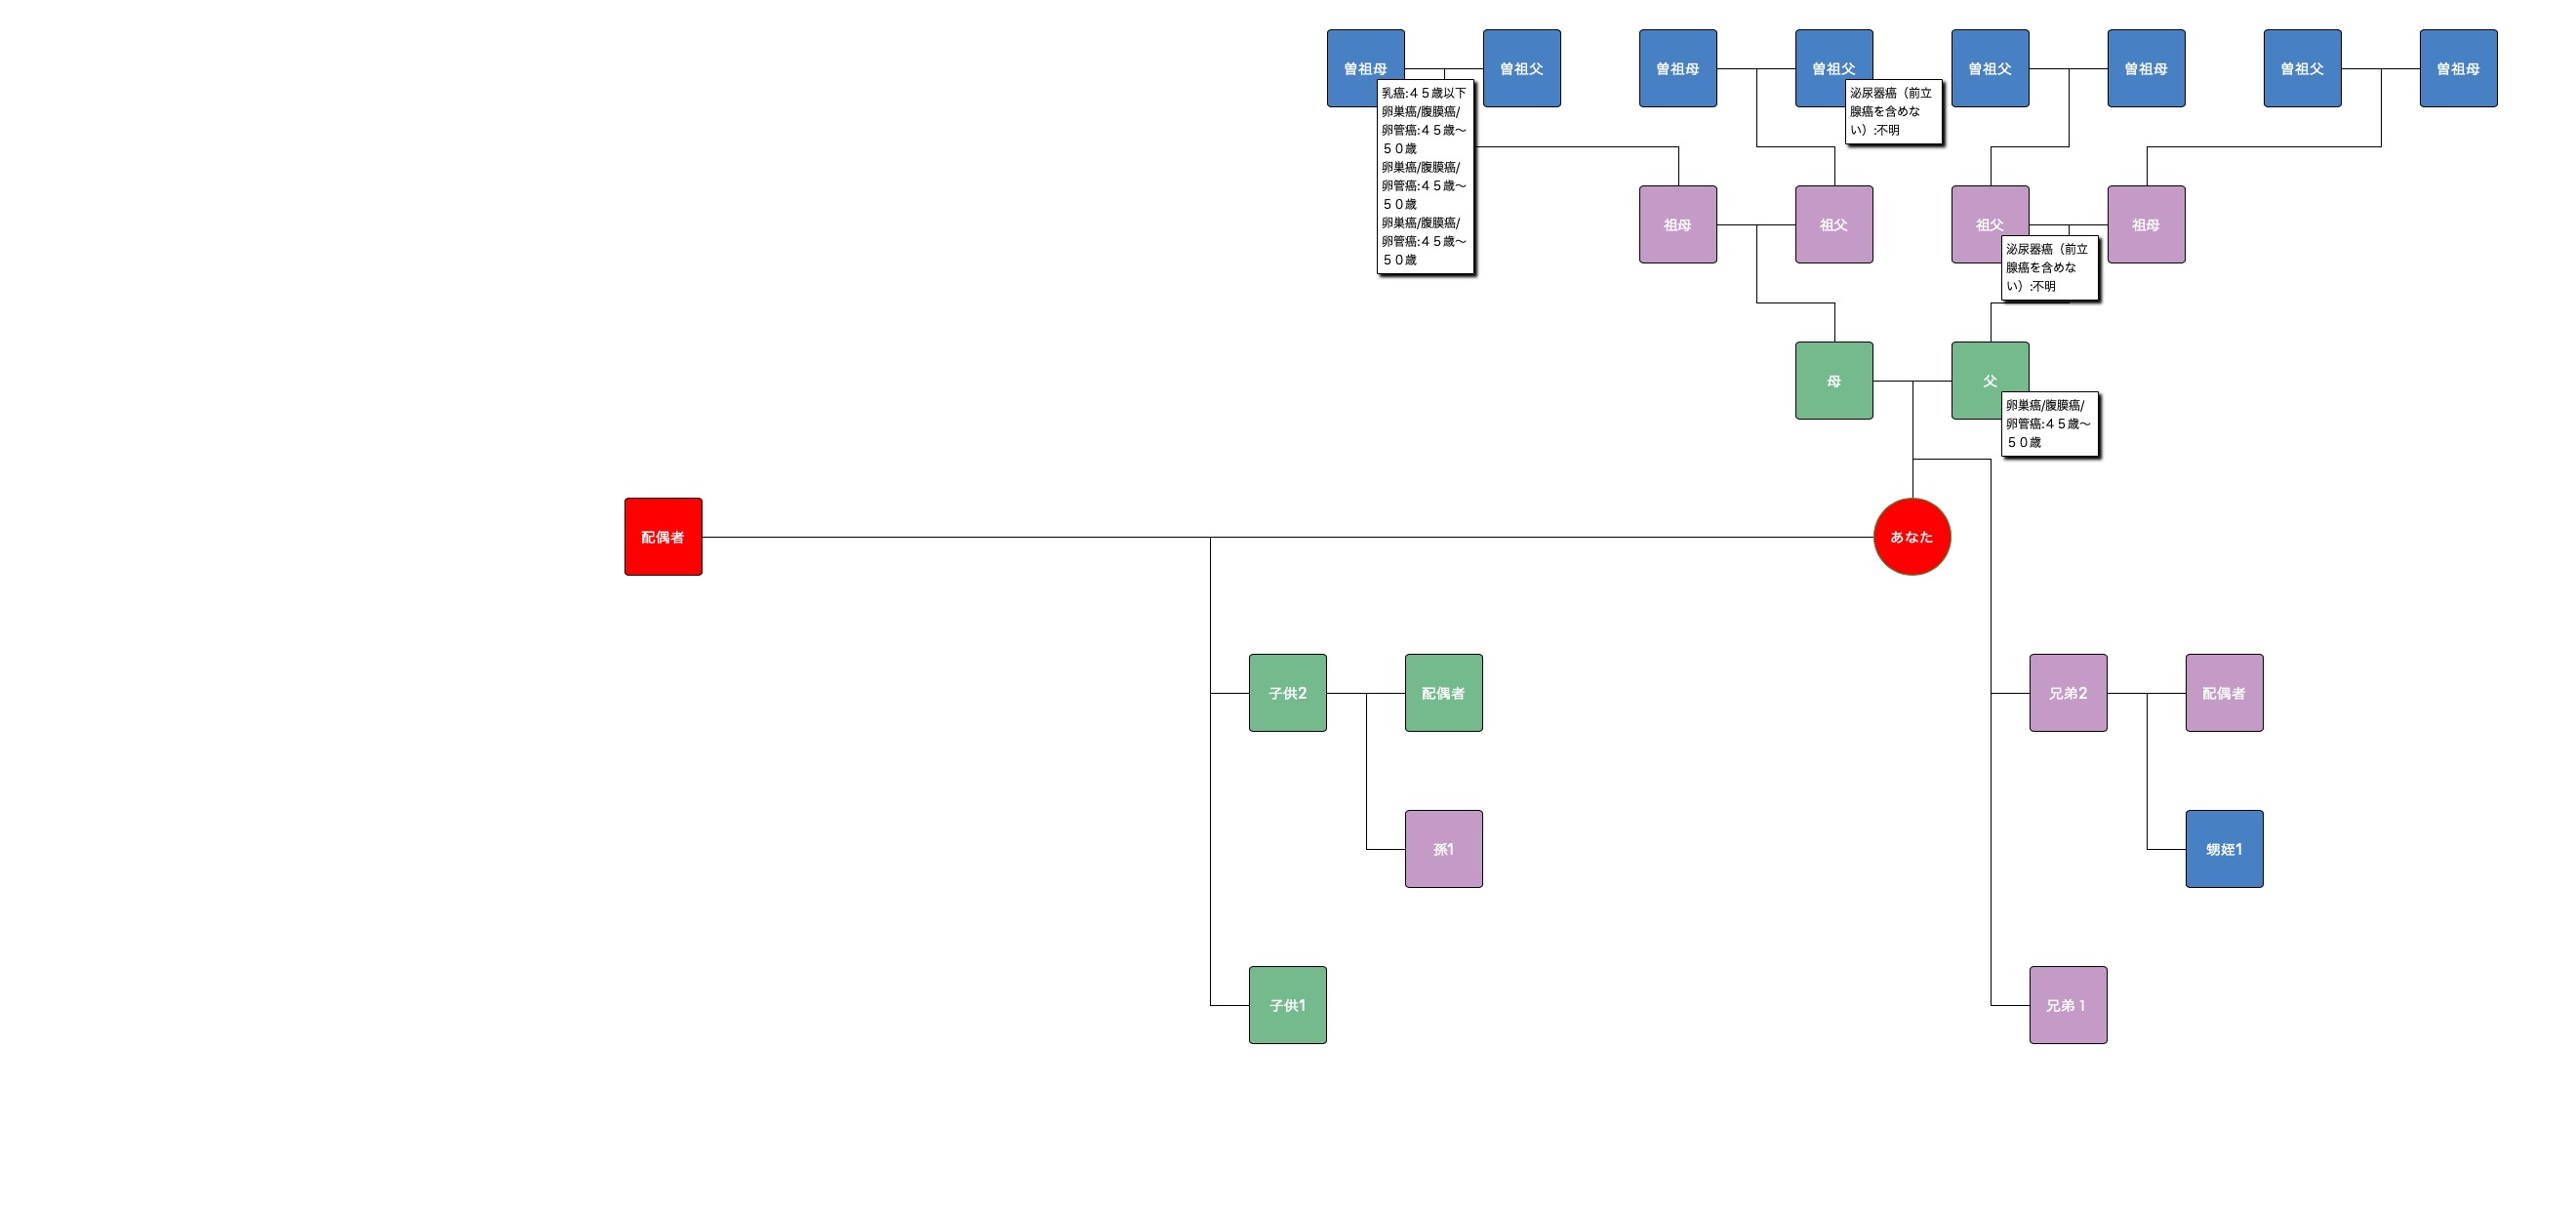 曽祖母
曽祖父
曽祖母
曽祖父
曽祖父
曽祖母
曽祖父
曽祖母
乳癌:４５歳以下
卵巣癌/腹膜癌/
卵管癌:４５歳〜
５０歳
卵巣癌/腹膜癌/
卵管癌:４５歳〜
５０歳
卵巣癌/腹膜癌/
卵管癌:４５歳〜
５０歳
泌尿器癌（前立
腺癌を含めな
い）:不明
祖母
祖父
祖父
祖母
泌尿器癌（前立
腺癌を含めな
い）:不明
母
父
卵巣癌/腹膜癌/
卵管癌:４５歳〜
５０歳
配偶者
あなた
子供2
配偶者
兄弟2
配偶者
孫1
甥姪1
子供1
兄弟１